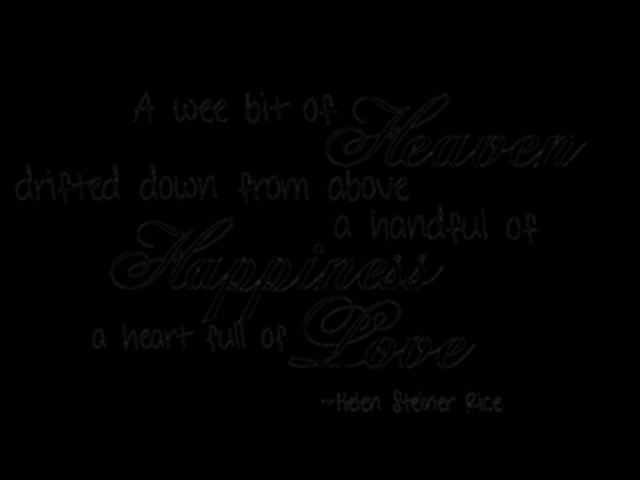 A wee bit of Heaven
drifted down from above
a handful of
Happiness
a heart full of Love
~Helen Steiner Rice